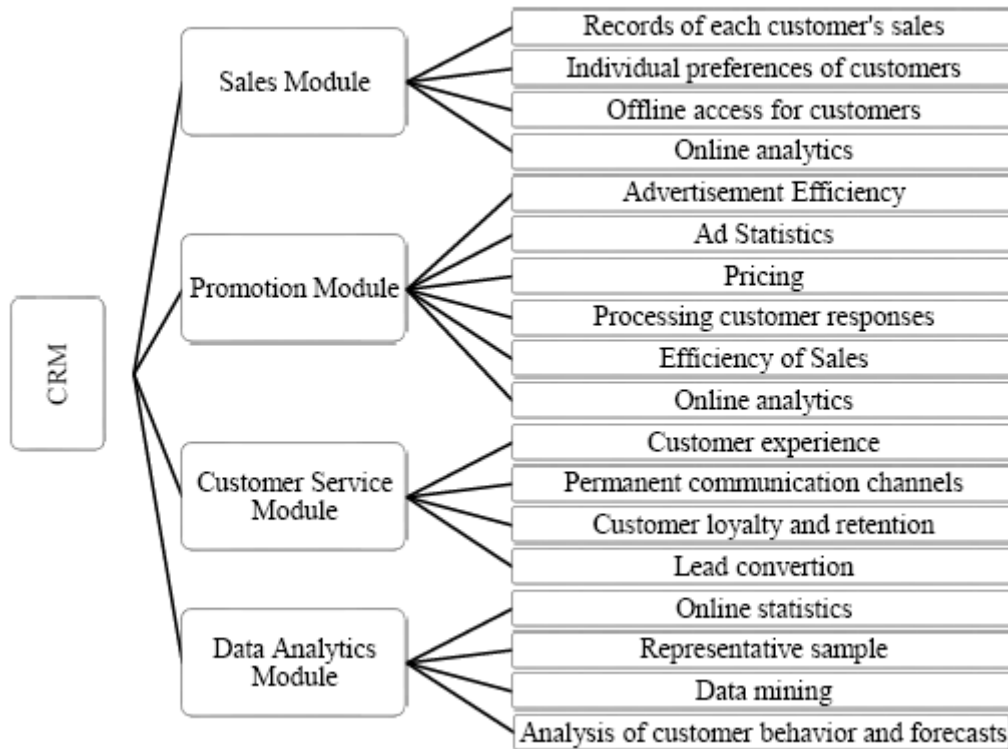 CRM
Sales Module
Records of each customer's sales
Individual preferences of customers
Offline access for customers
Online analytics
Promotion Module
Advertisement Efficiency
Ad Statistics
Pricing
Processing customer responses
Efficiency of Sales
Online analytics
Customer Service
Module
Customer experience
Permanent communication channels
Customer loyalty and retention
Lead convertion
Data Analytics
Module
Online statistics
Representative sample
Data mining
Analysis of customer behavior and forecasts